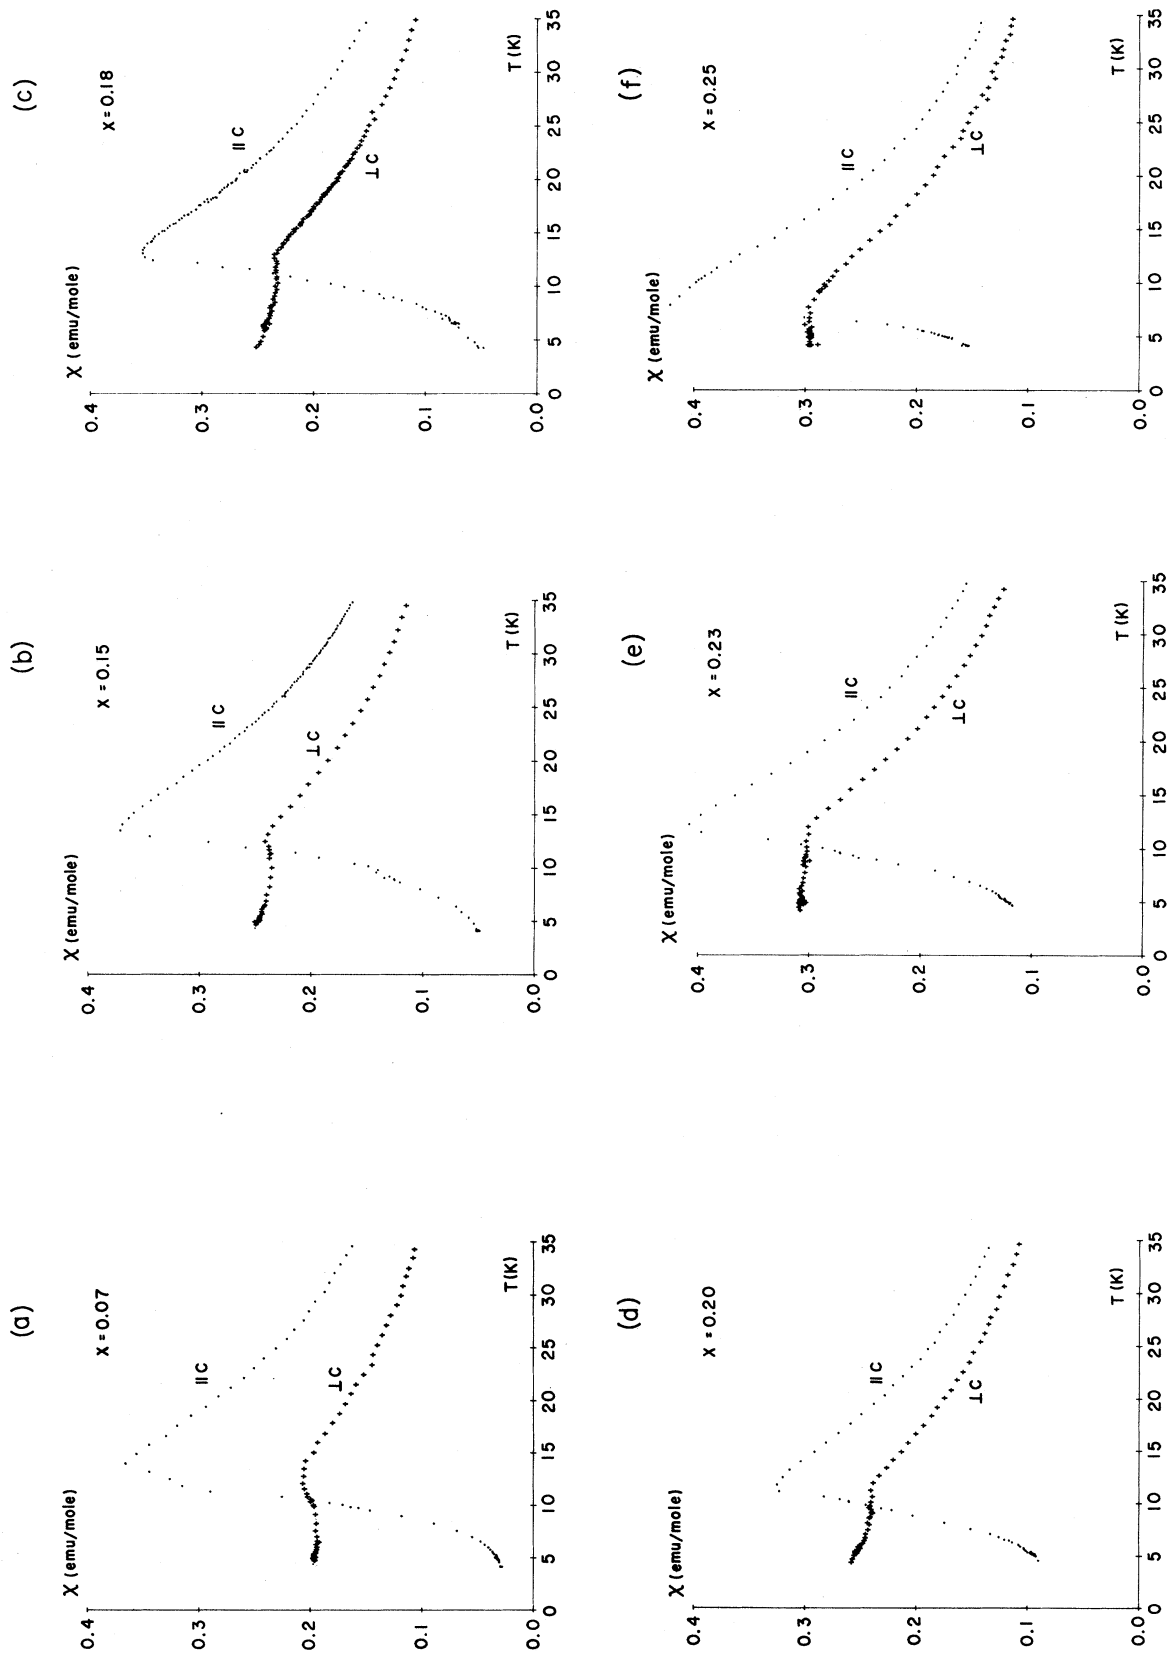 (a)
X = 0.07
χ (emu/mole)
0.4
0.3
0.2
0.1
0.0
0 5 10 15 20 25 30 35
T(K)
∥C
⊥C
(b)
X = 0.15
χ (emu/mole)
0.4
0.3
0.2
0.1
0.0
0 5 10 15 20 25 30 35
T(K)
∥C
⊥C
(c)
X = 0.18
χ (emu/mole)
0.4
0.3
0.2
0.1
0.0
0 5 10 15 20 25 30 35
T(K)
∥C
⊥C
(d)
X = 0.20
χ (emu/mole)
0.4
0.3
0.2
0.1
0.0
0 5 10 15 20 25 30 35
T(K)
∥C
⊥C
(e)
X = 0.23
χ (emu/mole)
0.4
0.3
0.2
0.1
0.0
0 5 10 15 20 25 30 35
T(K)
∥C
⊥C
(f)
X = 0.25
χ (emu/mole)
0.4
0.3
0.2
0.1
0.0
0 5 10 15 20 25 30 35
T(K)
∥C
⊥C